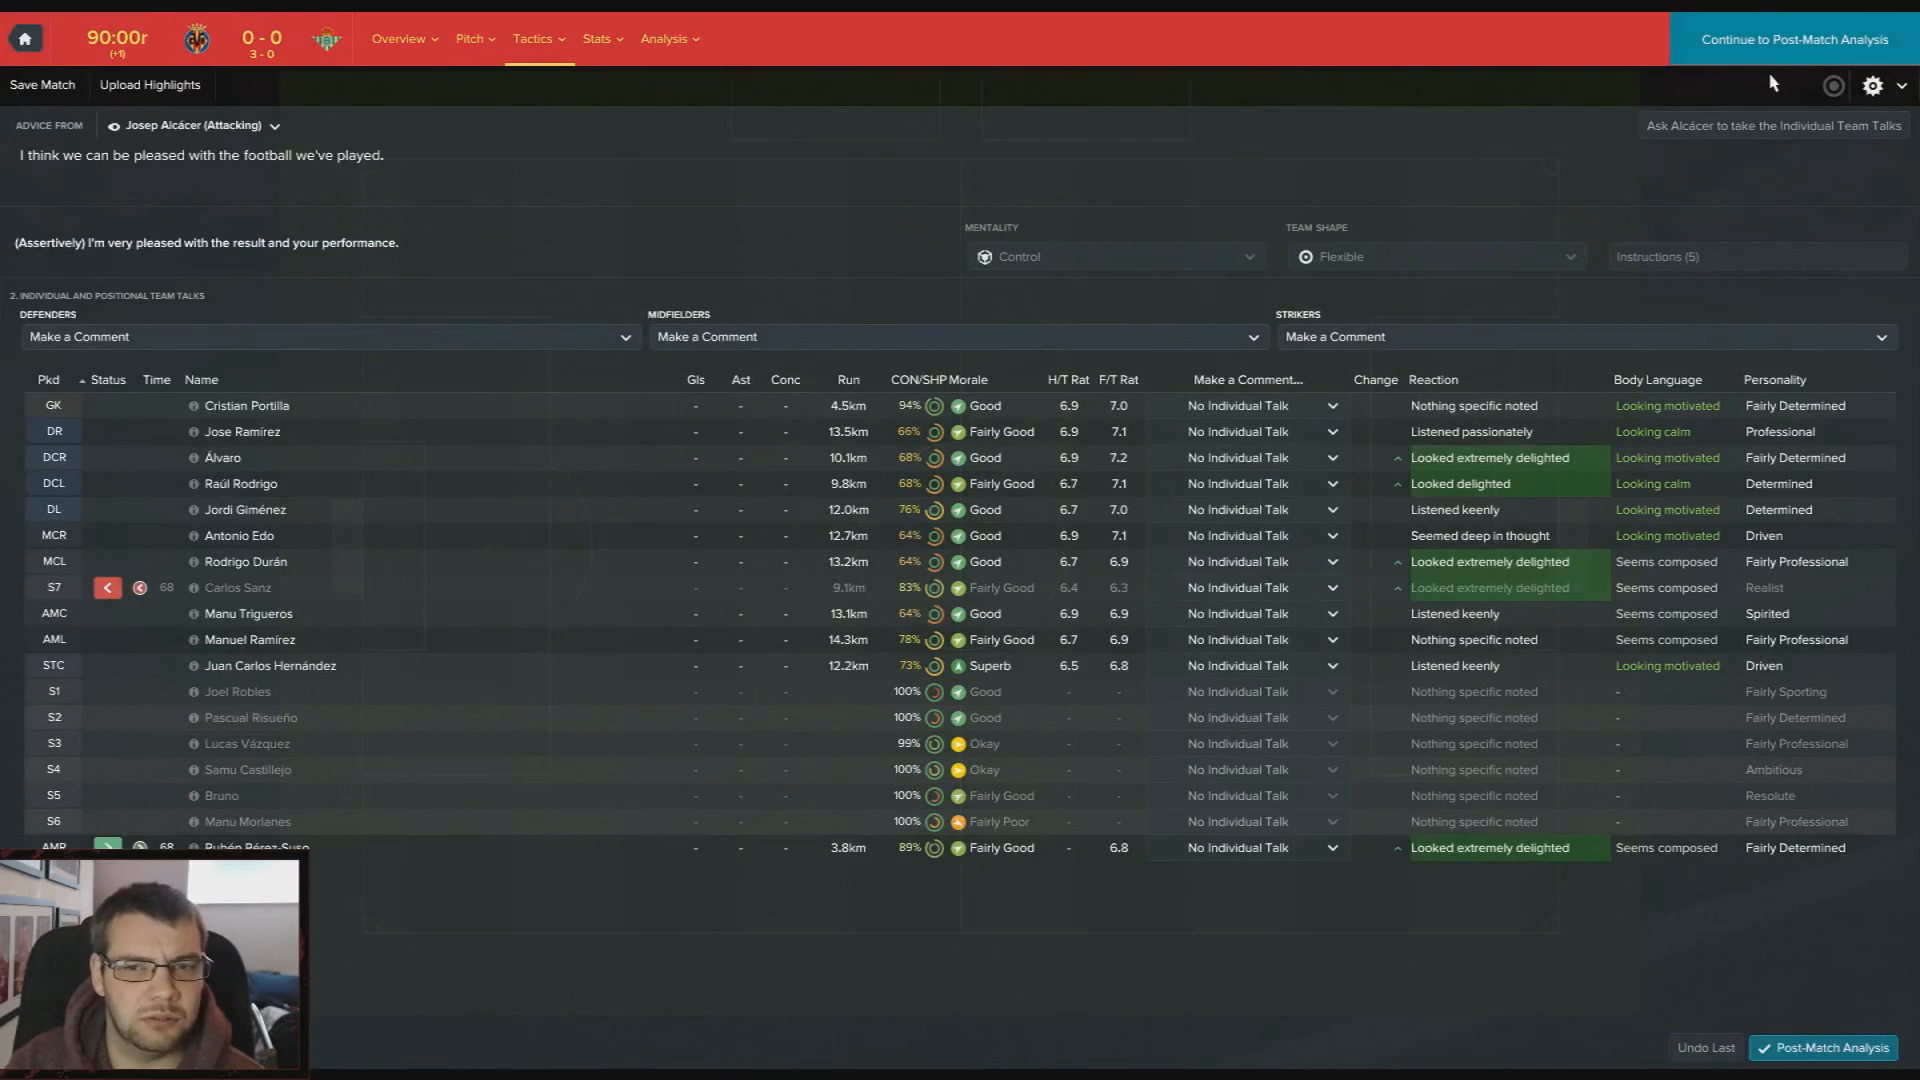 90:00r
(+1)
0 - 0
3 - 0
Overview
Pitch
Tactics
Stats
Analysis
Continue to Post-Match Analysis
Save Match
Upload Highlights
ADVICE FROM
Josep Alcácer (Attacking)
Ask Alcácer to take the Individual Team Talks
I think we can be pleased with the football we've played.
MENTALITY
TEAM SHAPE
(Assertively) I'm very pleased with the result and your performance.
Control
Flexible
Instructions (5)
2. INDIVIDUAL AND POSITIONAL TEAM TALKS
DEFENDERS
MIDFIELDERS
STRIKERS
Make a Comment
Make a Comment
Make a Comment
Pkd Status Time Name Gls Ast Conc Run CON/SHP Morale H/T Rat F/T Rat Make a Comment... Change Reaction Body Language Personality
GK Cristian Portilla - - - 4.5km 94% Good 6.9 7.0 No Individual Talk Nothing specific noted Looking motivated Fairly Determined
DR Jose Ramírez - - - 13.5km 66% Fairly Good 6.9 7.1 No Individual Talk Listened passionately Looking calm Professional
DCR Álvaro - - - 10.1km 68% Good 6.9 7.2 No Individual Talk Looked extremely delighted Looking motivated Fairly Determined
DCL Raúl Rodrigo - - - 9.8km 68% Fairly Good 6.7 7.1 No Individual Talk Looked delighted Looking calm Determined
DL Jordi Giménez - - - 12.0km 76% Good 6.7 7.0 No Individual Talk Listened keenly Looking motivated Determined
MCR Antonio Edo - - - 12.7km 64% Good 6.9 7.1 No Individual Talk Seemed deep in thought Looking motivated Driven
MCL Rodrigo Durán - - - 13.2km 64% Good 6.7 6.9 No Individual Talk Looked extremely delighted Seems composed Fairly Professional
S7 68 Carlos Sanz - - - 9.1km 83% Fairly Good 6.4 6.3 No Individual Talk Looked extremely delighted Seems composed Realist
AMC Manu Trigueros - - - 13.1km 64% Good 6.9 6.9 No Individual Talk Listened keenly Seems composed Spirited
AML Manuel Ramírez - - - 14.3km 78% Fairly Good 6.7 6.9 No Individual Talk Nothing specific noted Seems composed Fairly Professional
STC Juan Carlos Hernández - - - 12.2km 73% Superb 6.5 6.8 No Individual Talk Listened keenly Looking motivated Driven
S1 Joel Robles - - - 100% Good - - No Individual Talk Nothing specific noted - Fairly Sporting
S2 Pascual Risueño - - - 100% Good - - No Individual Talk Nothing specific noted - Fairly Determined
S3 Lucas Vázquez - - - 99% Okay - - No Individual Talk Nothing specific noted - Fairly Professional
S4 Samu Castillejo - - - 100% Okay - - No Individual Talk Nothing specific noted - Ambitious
S5 Bruno - - - 100% Fairly Good - - No Individual Talk Nothing specific noted - Resolute
S6 Manu Morlanes - - - 100% Fairly Poor - - No Individual Talk Nothing specific noted - Fairly Professional
AMR 68 Rubén Pérez-Suso - - - 3.8km 89% Fairly Good - 6.8 No Individual Talk Looked extremely delighted Seems composed Fairly Determined
Undo Last
Post-Match Analysis